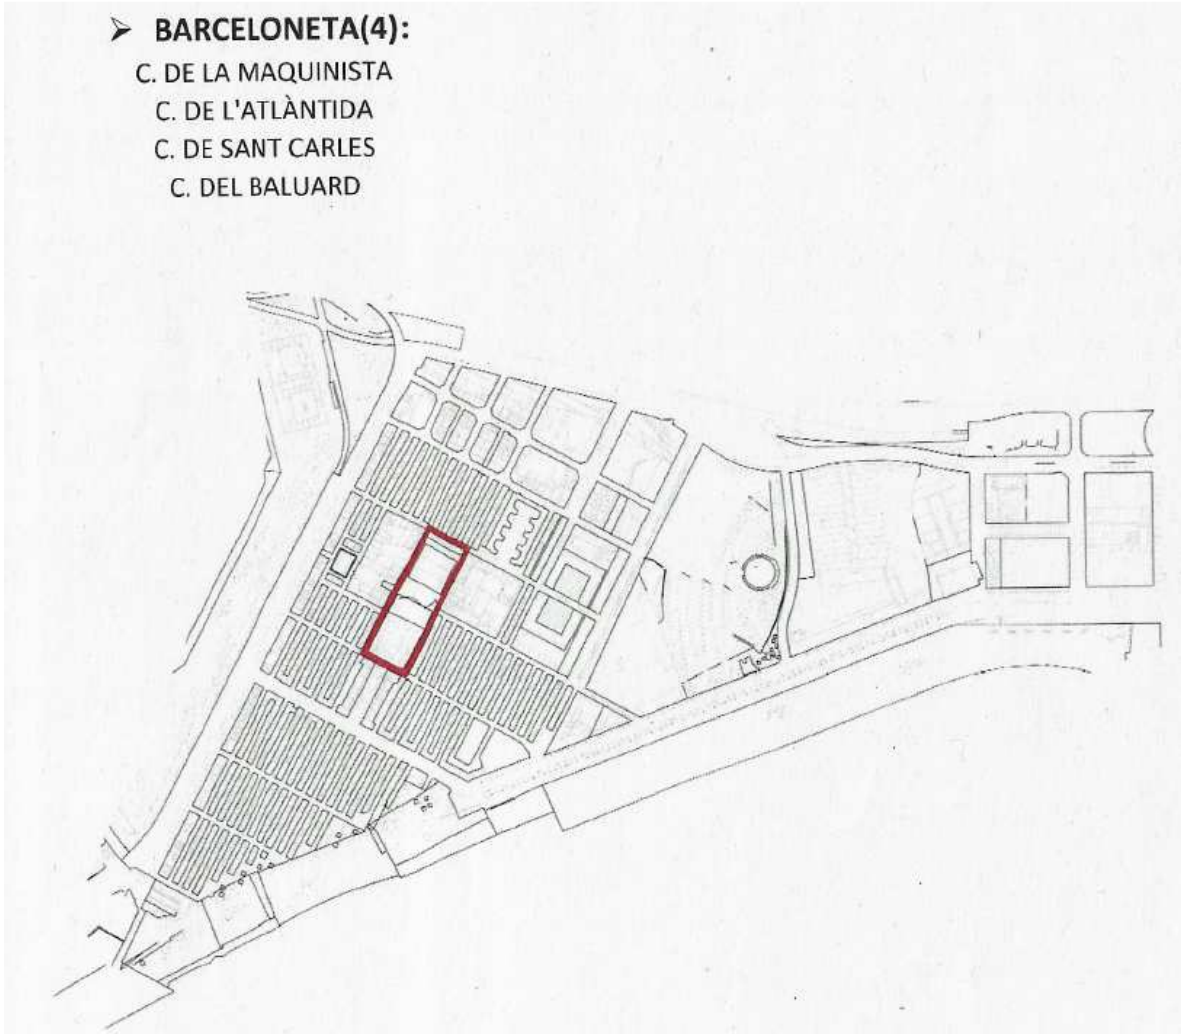 ➢ BARCELONETA(4):
C. DE LA MAQUINISTA
C. DE L'ATLÀNTIDA
C. DE SANT CARLES
C. DEL BALUARD